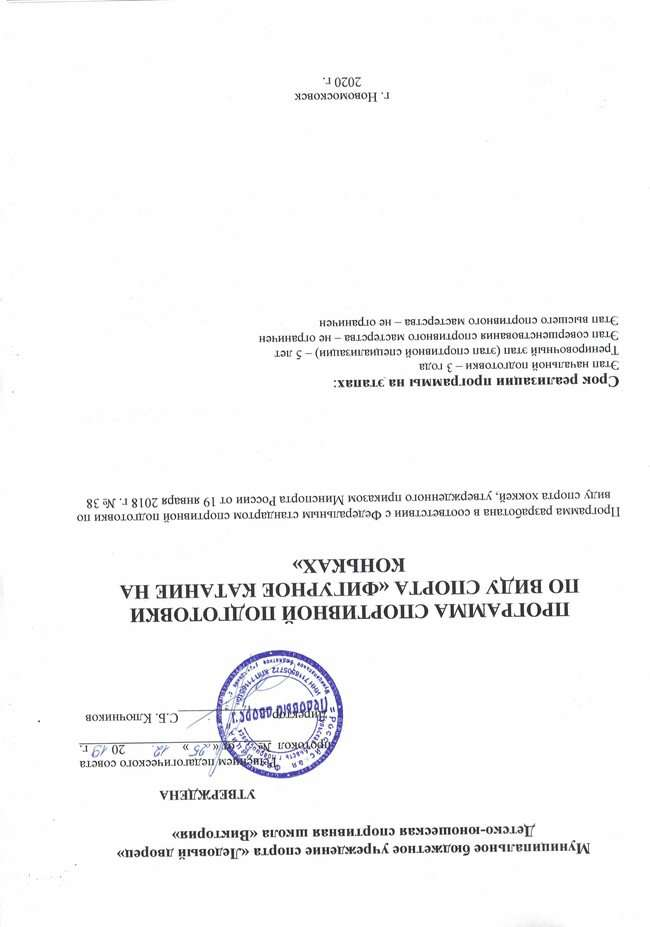 Муниципальное бюджетное учреждение спорта «Ледовый дворец»
Детско-юношеская спортивная школа «Виктория»
УТВЕРЖДЕНА
Решением педагогического совета
протокол № от « 25 » 12. 20 19 г.
Директор С.В. Ключников
Ледовый дворец
ПРОГРАММА СПОРТИВНОЙ ПОДГОТОВКИ
ПО ВИДУ СПОРТА «ФИГУРНОЕ КАТАНИЕ НА
КОНЬКАХ»
Программа разработана в соответствии с Федеральным стандартом спортивной подготовки по
виду спорта хоккей, утвержденного приказом Минспорта России от 19 января 2018 г. № 38
Срок реализации программы на этапах:
Этап начальной подготовки – 3 года
Тренировочный этап (этап спортивной специализации) – 5 лет
Этап совершенствования спортивного мастерства – не ограничен
Этап высшего спортивного мастерства – не ограничен
г. Новомосковск
2020 г.